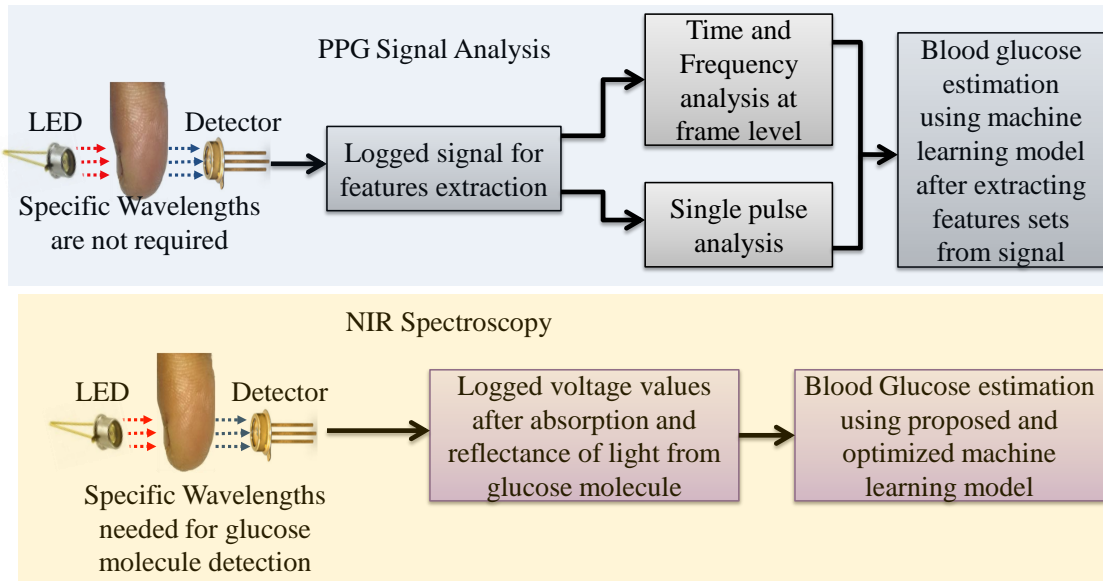 PPG Signal Analysis
LED
Detector
Specific Wavelengths
are not required
Logged signal for
features extraction
Time and
Frequency
analysis at
frame level
Single pulse
analysis
Blood glucose
estimation
using machine
learning model
after extracting
features sets
from signal
NIR Spectroscopy
LED
Detector
Specific Wavelengths
needed for glucose
molecule detection
Logged voltage values
after absorption and
reflectance of light from
glucose molecule
Blood Glucose estimation
using proposed and
optimized machine
learning model